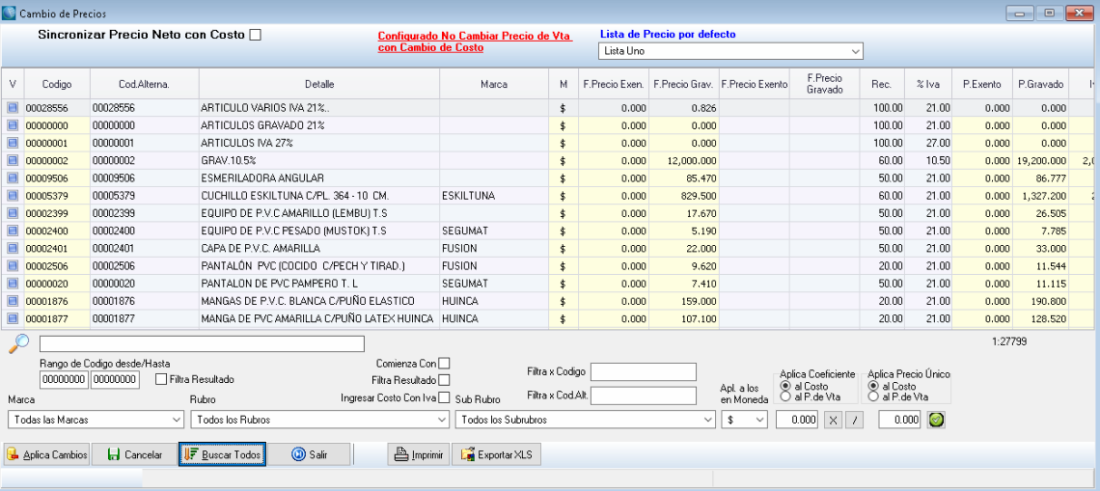 Cambio de Precios
Sincronizar Precio Neto con Costo
Configurado No Cambiar Precio de Vta
con Cambio de Costo
Lista de Precio por defecto
Lista Uno
V Codigo Cod.Alterna. Detalle Marca M F.Precio Exen. F.Precio Grav. F.Precio Exento F.Precio Gravado Rec. % Iva P.Exento P.Gravado
00028556 00028556 ARTICULO VARIOS IVA 21%.. $ 0.000 0.826 100.00 21.00 0.000 0.000
00000000 00000000 ARTICULOS GRAVADO 21% $ 0.000 0.000 100.00 21.00 0.000 0.000
00000001 00000001 ARTICULOS IVA 27% $ 0.000 0.000 100.00 27.00 0.000 0.000
00000002 00000002 GRAV.10.5% $ 0.000 12,000.000 60.00 10.50 0.000 19,200.000 2,0
00009506 00009506 ESMERILADORA ANGULAR $ 0.000 85.470 50.00 21.00 0.000 86.777
00005379 00005379 CUCHILLO ESKILTUNA C/PL. 364 - 10 CM. ESKILTUNA $ 0.000 829.500 60.00 21.00 0.000 1,327.200
00002399 00002399 EQUIPO DE P.V.C AMARILLO (LEMBU) T.S $ 0.000 17.670 50.00 21.00 0.000 26.505
00002400 00002400 EQUIPO DE P.V.C PESADO (MUSTOK) T.S SEGUMAT $ 0.000 5.190 50.00 21.00 0.000 7.785
00002401 00002401 CAPA DE P.V.C. AMARILLA FUSION $ 0.000 22.000 50.00 21.00 0.000 33.000
00002506 00002506 PANTALÓN PVC (COCIDO C/PECH Y TIRAD.) FUSION $ 0.000 9.620 20.00 21.00 0.000 11.544
00000020 00000020 PANTALON DE PVC PAMPERO T. L SEGUMAT $ 0.000 7.410 50.00 21.00 0.000 11.115
00001876 00001876 MANGAS DE P.V.C. BLANCA C/PUÑO ELASTICO HUINCA $ 0.000 159.000 20.00 21.00 0.000 190.800
00001877 00001877 MANGA DE PVC AMARILLA C/PUÑO LATEX HUINCA HUINCA $ 0.000 107.100 20.00 21.00 0.000 128.520
1:27799
Rango de Codigo desde/Hasta
00000000 00000000 Filtra Resultado
Comienza Con
Filtra Resultado
Ingresar Costo Con Iva
Filtra x Codigo
Filtra x Cod.Alt.
Apl. a los
en Moneda
Aplica Coeficiente
al Costo
al P.de Vta
Aplica Precio Único
al Costo
al P.de Vta
Marca Rubro Sub Rubro
Todas las Marcas Todos los Rubros Todos los Subrubros $ 0.000 X / 0.000
Aplica Cambios Cancelar Buscar Todos Salir Imprimir Exportar XLS